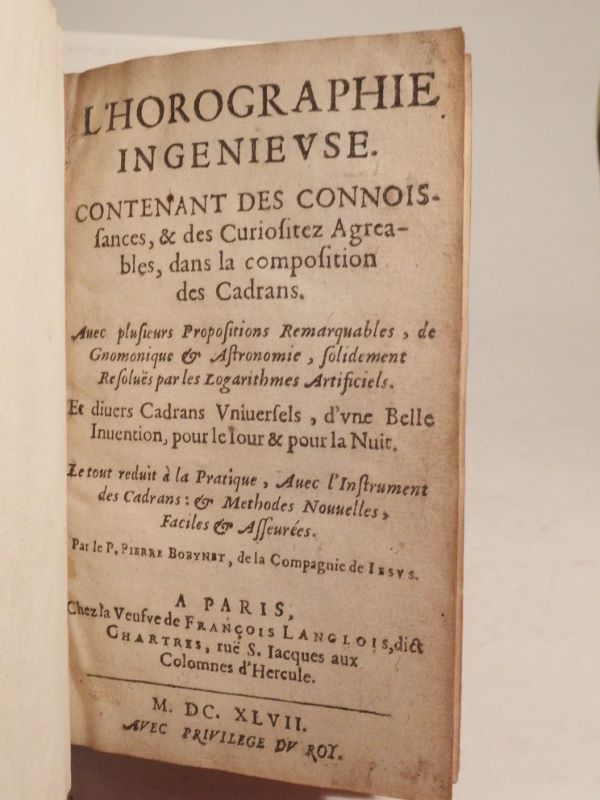 L'HOROGRAPHIE
INGENIEVSE.
CONTENANT DES CONNOIS-
ſances, & des Curioſitez Agrea-
bles, dans la compoſition
des Cadrans.
Auec pluſieurs Propoſitions Remarquables, de
Gnomonique & Aſtronomie, ſolidement
Reſoluës par les Logarithmes Artificiels.
Et diuers Cadrans Vniuerſels, d'vne Belle
Inuention, pour le Iour & pour la Nuit.
Le tout reduit à la Pratique, Auec l'Inſtrument
des Cadrans: & Methodes Nouuelles,
Faciles & Aſſeurées.
Par le P. PIERRE BOBYNET, de la Compagnie de IESVS.
A PARIS,
Chez la Veufve de FRANÇOIS LANGLOIS, dict
CHARTRES, ruë S. Iacques aux
Colomnes d'Hercule.
M. DC. XLVII.
AVEC PRIVILEGE DV ROY.